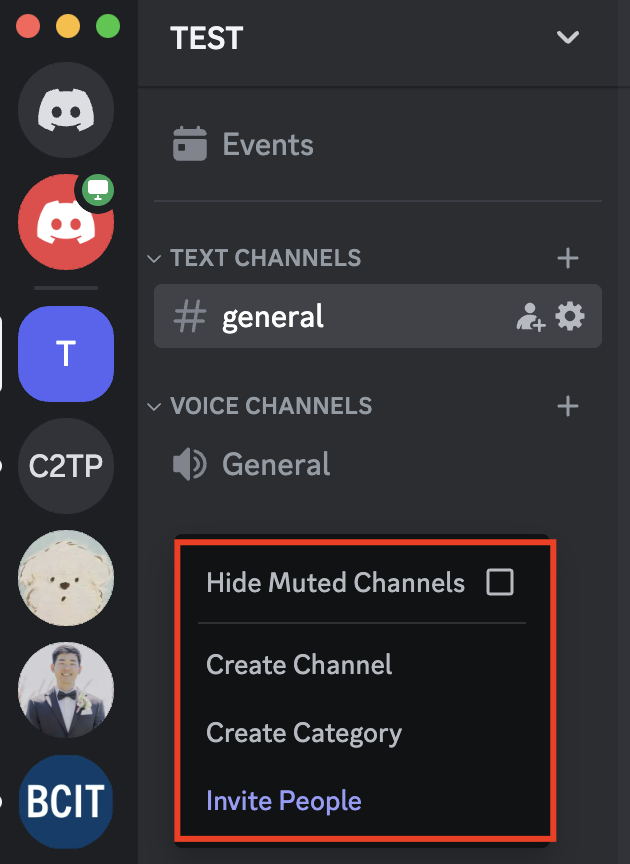 TEST
Events
TEXT CHANNELS
general
T
VOICE CHANNELS
C2TP
General
Hide Muted Channels
Create Channel
Create Category
Invite People
BCIT